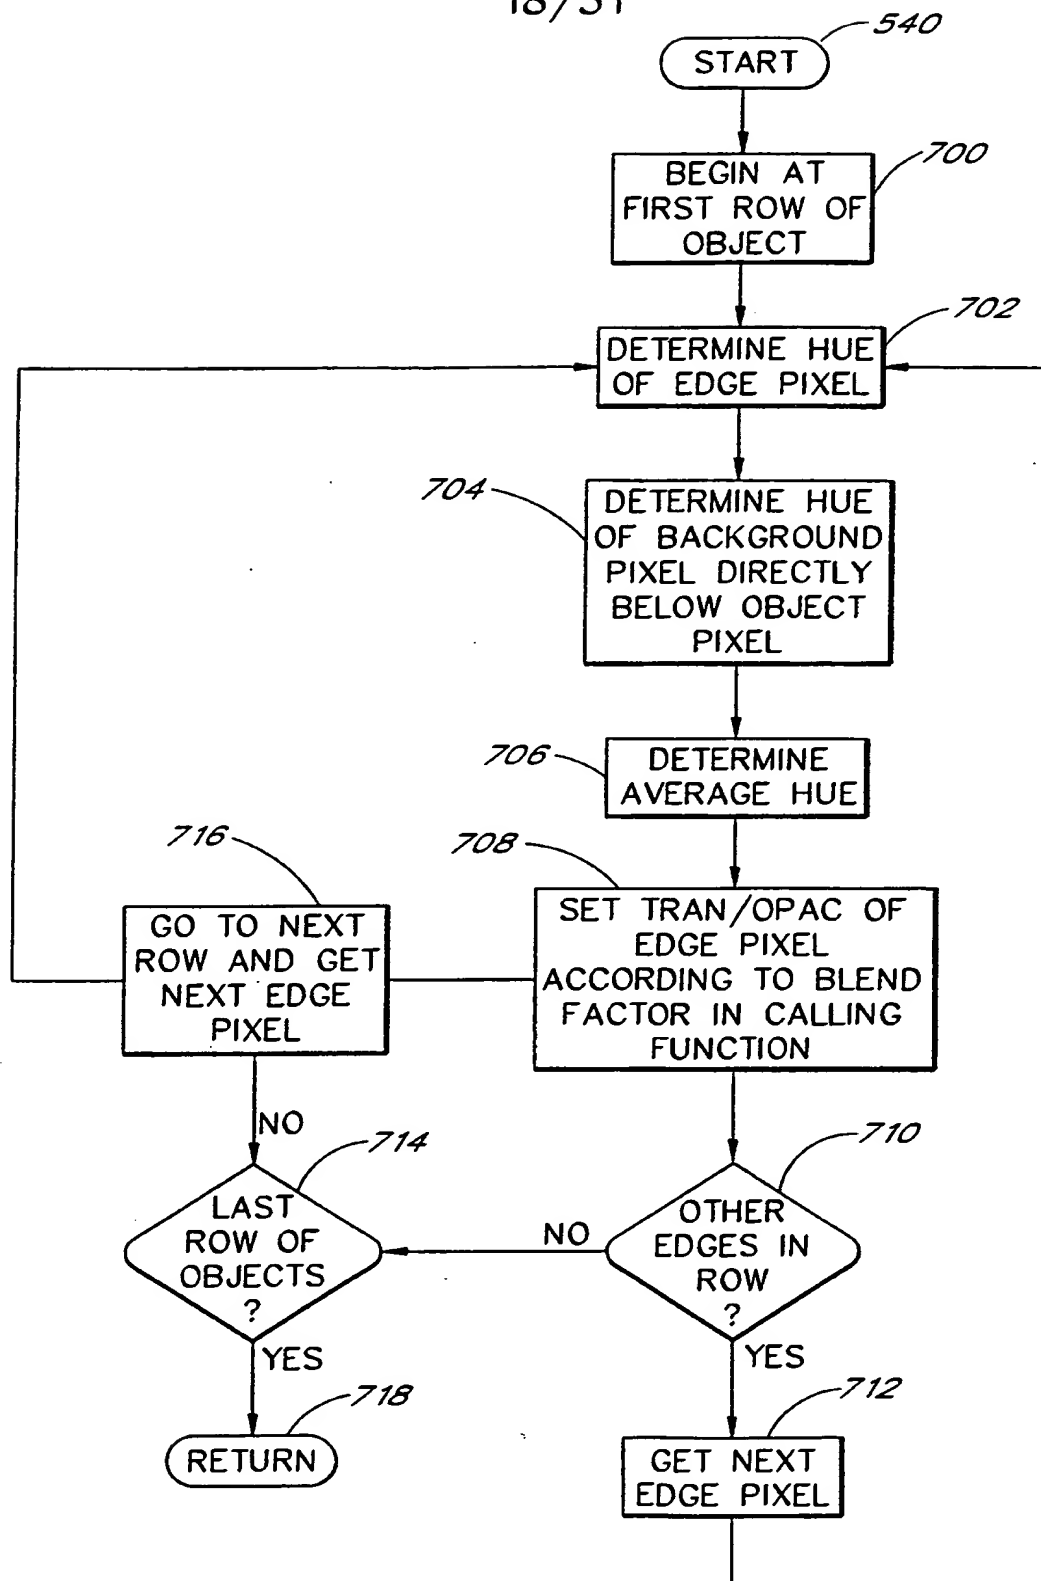 18/31
540
START
700
BEGIN AT
FIRST ROW OF
OBJECT
702
DETERMINE HUE
OF EDGE PIXEL
704
DETERMINE HUE
OF BACKGROUND
PIXEL DIRECTLY
BELOW OBJECT
PIXEL
706
DETERMINE
AVERAGE HUE
716
GO TO NEXT
ROW AND GET
NEXT EDGE
PIXEL
708
SET TRAN/OPAC OF
EDGE PIXEL
ACCORDING TO BLEND
FACTOR IN CALLING
FUNCTION
NO
714
LAST
ROW OF
OBJECTS
?
NO
710
OTHER
EDGES IN
ROW
?
YES
718
RETURN
YES
712
GET NEXT
EDGE PIXEL